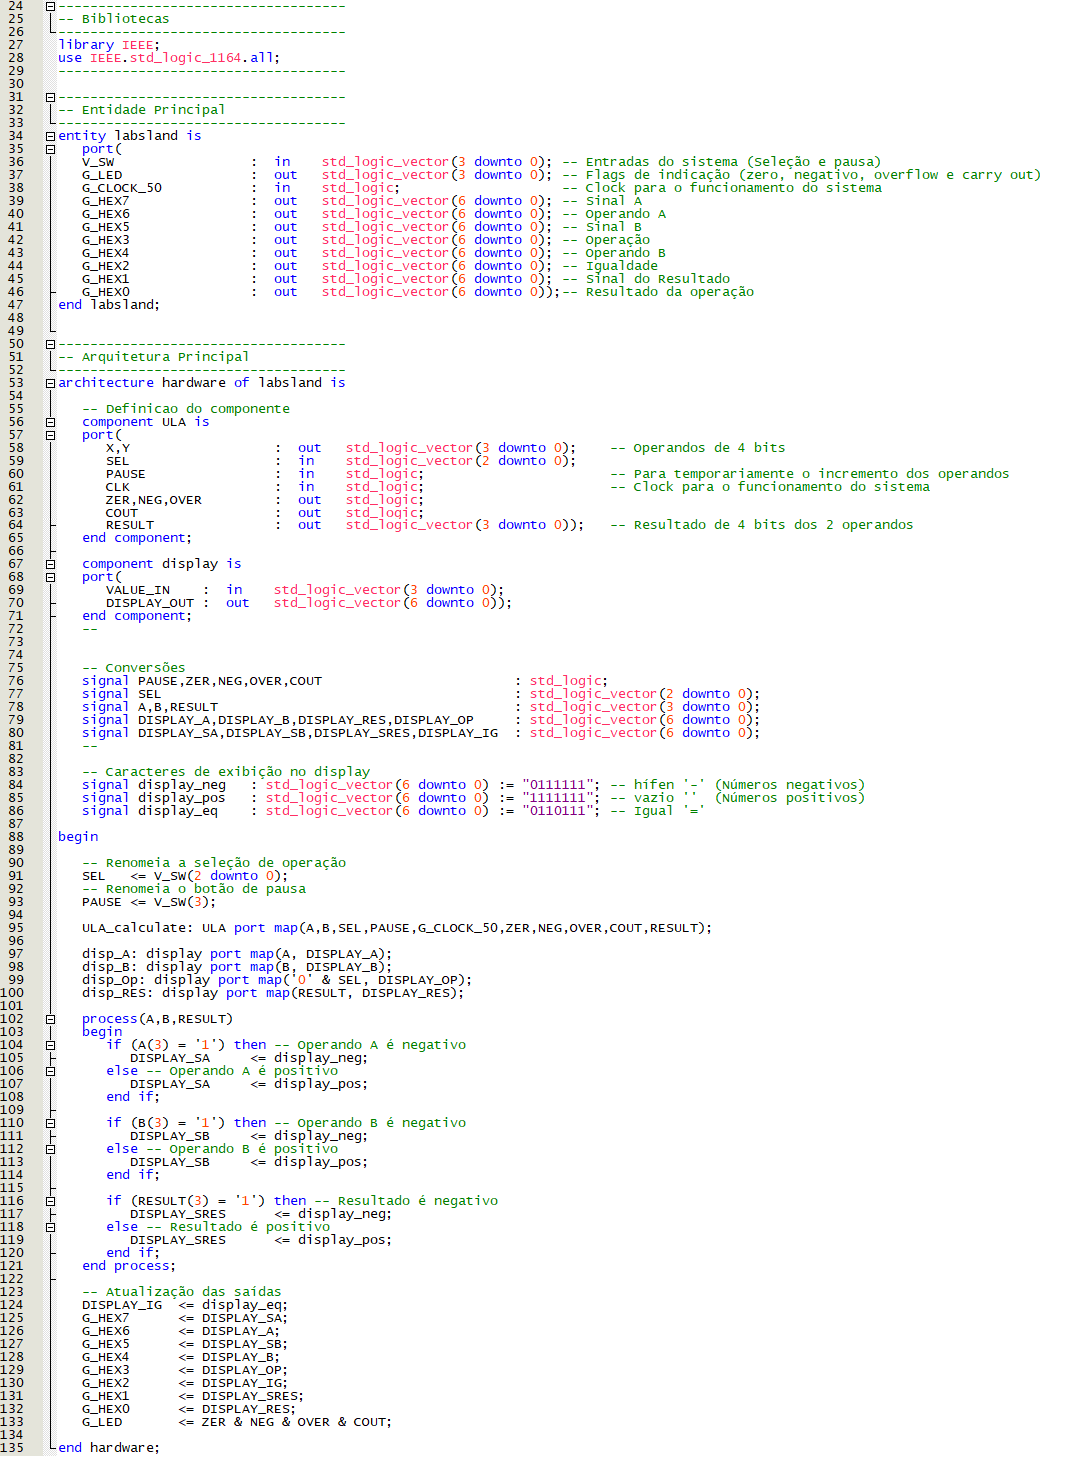 24 -----------------------------------
25 -- Bibliotecas
26 -----------------------------------
27 library IEEE;
28 use IEEE.std_logic_1164.all;
29 -----------------------------------
30
31 -----------------------------------
32 -- Entidade Principal
33 -----------------------------------
34 entity labsland is
35 port(
36 V_SW : in std_logic_vector(3 downto 0); -- Entradas do sistema (Seleção e pausa)
37 G_LED : out std_logic_vector(3 downto 0); -- Flags de indicação (zero, negativo, overflow e carry out)
38 G_CLOCK_50 : in std_logic; -- Clock para o funcionamento do sistema
39 G_HEX7 : out std_logic_vector(6 downto 0); -- Sinal A
40 G_HEX6 : out std_logic_vector(6 downto 0); -- Operando A
41 G_HEX5 : out std_logic_vector(6 downto 0); -- Sinal B
42 G_HEX3 : out std_logic_vector(6 downto 0); -- Operação
43 G_HEX4 : out std_logic_vector(6 downto 0); -- Operando B
44 G_HEX2 : out std_logic_vector(6 downto 0); -- Igualdade
45 G_HEX1 : out std_logic_vector(6 downto 0); -- Sinal do Resultado
46 G_HEX0 : out std_logic_vector(6 downto 0));-- Resultado da operação
47 end labsland;
48
49
50 -----------------------------------
51 -- Arquitetura Principal
52 -----------------------------------
53 architecture hardware of labsland is
54
55 -- Definicao do componente
56 component ULA is
57 port(
58 X,Y : out std_logic_vector(3 downto 0); -- Operandos de 4 bits
59 SEL : in std_logic_vector(2 downto 0);
60 PAUSE : in std_logic; -- Para temporariamente o incremento dos operandos
61 CLK : in std_logic; -- Clock para o funcionamento do sistema
62 ZER,NEG,OVER : out std_logic;
63 COUT : out std_logic;
64 RESULT : out std_logic_vector(3 downto 0)); -- Resultado de 4 bits dos 2 operandos
65 end component;
66
67 component display is
68 port(
69 VALUE_IN : in std_logic_vector(3 downto 0);
70 DISPLAY_OUT : out std_logic_vector(6 downto 0));
71 end component;
72 --
73
74
75 -- Conversões
76 signal PAUSE,ZER,NEG,OVER,COUT : std_logic;
77 signal SEL : std_logic_vector(2 downto 0);
78 signal A,B,RESULT : std_logic_vector(3 downto 0);
79 signal DISPLAY_A,DISPLAY_B,DISPLAY_RES,DISPLAY_OP : std_logic_vector(6 downto 0);
80 signal DISPLAY_SA,DISPLAY_SB,DISPLAY_SRES,DISPLAY_IG : std_logic_vector(6 downto 0);
81 --
82
83 -- Caracteres de exibição no display
84 signal display_neg : std_logic_vector(6 downto 0) := "0111111"; -- hífen '-' (Números negativos)
85 signal display_pos : std_logic_vector(6 downto 0) := "1111111"; -- vazio '' (Números positivos)
86 signal display_eq : std_logic_vector(6 downto 0) := "0110111"; -- Igual '='
87
88 begin
89
90 -- Renomeia a seleção de operação
91 SEL <= V_SW(2 downto 0);
92 -- Renomeia o botão de pausa
93 PAUSE <= V_SW(3);
94
95 ULA_calculate: ULA port map(A,B,SEL,PAUSE,G_CLOCK_50,ZER,NEG,OVER,COUT,RESULT);
96
97 disp_A: display port map(A, DISPLAY_A);
98 disp_B: display port map(B, DISPLAY_B);
99 disp_Op: display port map('0' & SEL, DISPLAY_OP);
100 disp_RES: display port map(RESULT, DISPLAY_RES);
101
102 process(A,B,RESULT)
103 begin
104 if (A(3) = '1') then -- Operando A é negativo
105 DISPLAY_SA <= display_neg;
106 else -- Operando A é positivo
107 DISPLAY_SA <= display_pos;
108 end if;
109
110 if (B(3) = '1') then -- Operando B é negativo
111 DISPLAY_SB <= display_neg;
112 else -- Operando B é positivo
113 DISPLAY_SB <= display_pos;
114 end if;
115
116 if (RESULT(3) = '1') then -- Resultado é negativo
117 DISPLAY_SRES <= display_neg;
118 else -- Resultado é positivo
119 DISPLAY_SRES <= display_pos;
120 end if;
121 end process;
122
123 -- Atualização das saídas
124 DISPLAY_IG <= display_eq;
125 G_HEX7 <= DISPLAY_SA;
126 G_HEX6 <= DISPLAY_A;
127 G_HEX5 <= DISPLAY_SB;
128 G_HEX4 <= DISPLAY_B;
129 G_HEX3 <= DISPLAY_OP;
130 G_HEX2 <= DISPLAY_IG;
131 G_HEX1 <= DISPLAY_SRES;
132 G_HEX0 <= DISPLAY_RES;
133 G_LED <= ZER & NEG & OVER & COUT;
134
135 end hardware;